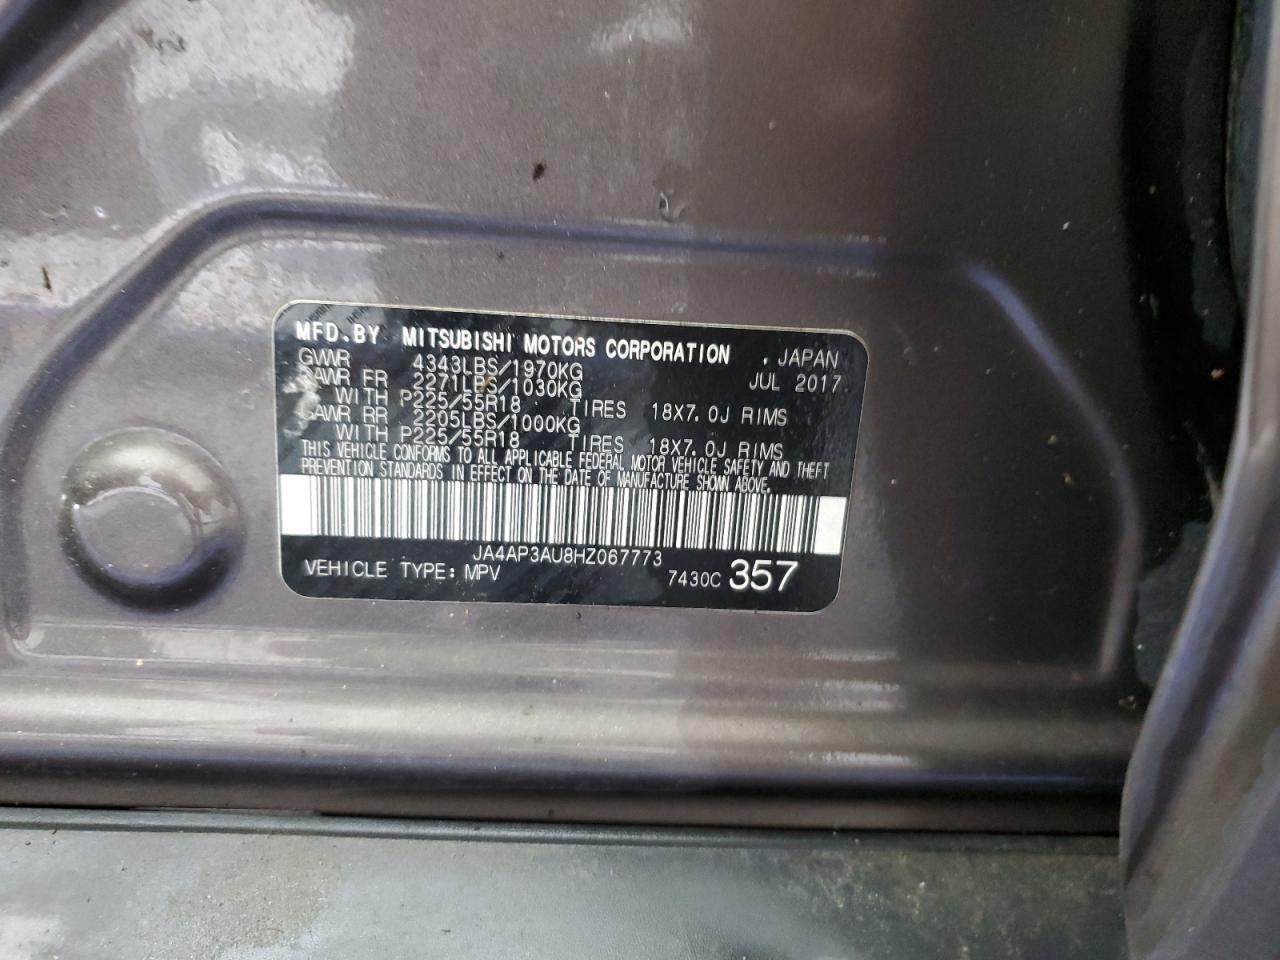 MFD.BY MITSUBISHI MOTORS CORPORATION . JAPAN
GVWR 4343LBS/1970KG JUL 2017
GAWR FR 2271LBS/1030KG
WITH P225/55R18 TIRES 18X7.0J RIMS
GAWR RR 2205LBS/1000KG
WITH P225/55R18 TIRES 18X7.0J RIMS
THIS VEHICLE CONFORMS TO ALL APPLICABLE FEDERAL MOTOR VEHICLE SAFETY AND THEFT
PREVENTION STANDARDS IN EFFECT ON THE DATE OF MANUFACTURE SHOWN ABOVE.
JA4AP3AU8HZ067773
VEHICLE TYPE: MPV 7430C 357